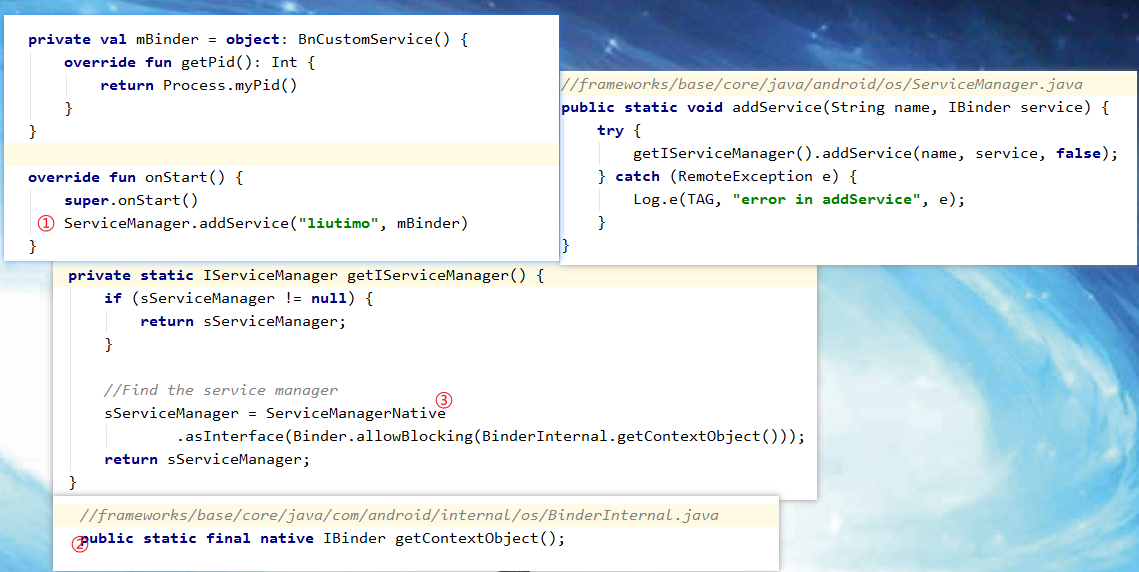 private val mBinder = object: BnCustomService() {
override fun getPid(): Int {
return Process.myPid()
}
}
override fun onStart() {
super.onStart()
① ServiceManager.addService("liutimo", mBinder)
}
//frameworks/base/core/java/android/os/ServiceManager.java
public static void addService(String name, IBinder service) {
try {
getIServiceManager().addService(name, service, false);
} catch (RemoteException e) {
Log.e(TAG, "error in addService", e);
}
}
private static IServiceManager getIServiceManager() {
if (sServiceManager != null) {
return sServiceManager;
}
//Find the service manager
③
sServiceManager = ServiceManagerNative
.asInterface(Binder.allowBlocking(BinderInternal.getContextObject()));
return sServiceManager;
}
//frameworks/base/core/java/com/android/internal/os/BinderInternal.java
② public static final native IBinder getContextObject();